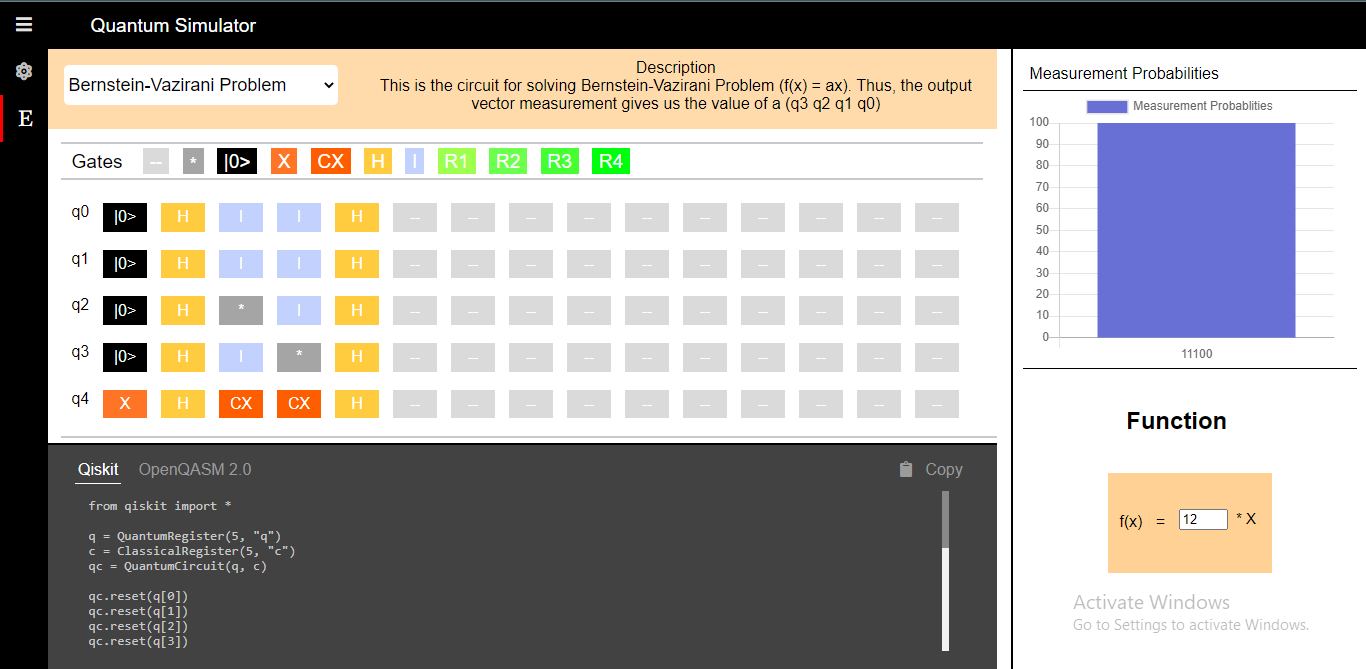 Quantum Simulator
E
Bernstein-Vazirani Problem
Description
This is the circuit for solving Bernstein-Vazirani Problem (f(x) = ax). Thus, the output
vector measurement gives us the value of a (q3 q2 q1 q0)
Gates -- * |0> X CX H I R1 R2 R3 R4
q0 |0> H I I H -- -- -- -- -- -- -- -- -- --
q1 |0> H I I H -- -- -- -- -- -- -- -- -- --
q2 |0> H * I H -- -- -- -- -- -- -- -- -- --
q3 |0> H I * H -- -- -- -- -- -- -- -- -- --
q4 X H CX CX H -- -- -- -- -- -- -- -- -- --
Qiskit OpenQASM 2.0 Copy
from qiskit import *
q = QuantumRegister(5, "q")
c = ClassicalRegister(5, "c")
qc = QuantumCircuit(q, c)
qc.reset(q[0])
qc.reset(q[1])
qc.reset(q[2])
qc.reset(q[3])
Measurement Probabilities
Measurement Probablities
100
90
80
70
60
50
40
30
20
10
0
11100
Function
f(x) = 12 * X
Activate Windows
Go to Settings to activate Windows.